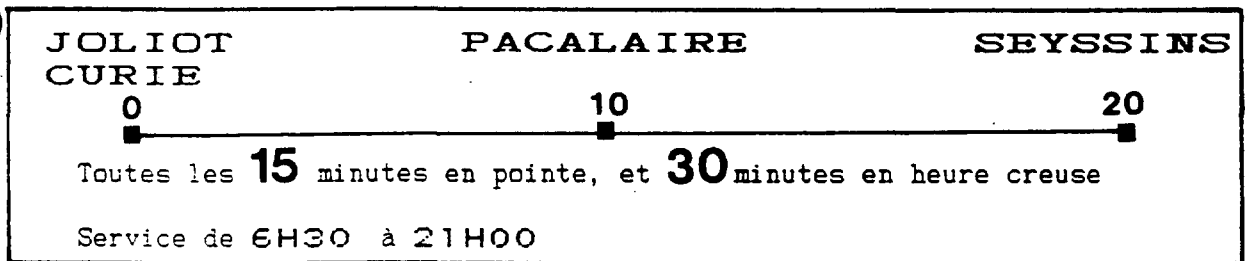 JOLIOT CURIE PACALAIRE SEYSSINS
0 10 20
Toutes les 15 minutes en pointe, et 30 minutes en heure creuse
Service de 6H30 à 21H00